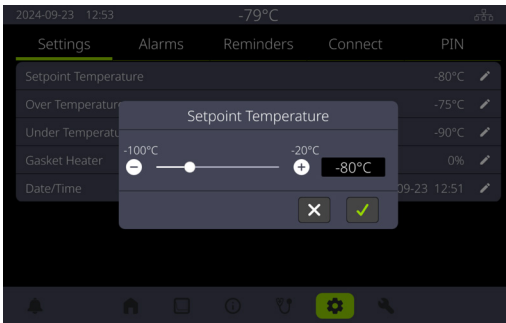 2024-09-23 12:53 -79°C
Settings Alarms Reminders Connect PIN
Setpoint Temperature -80°C
Over Temperatur -75°C
Setpoint Temperature
Under Temperatu -90°C
-100°C -20°C
Gasket Heater 0%
-80°C
Date/Time 09-23 12:51